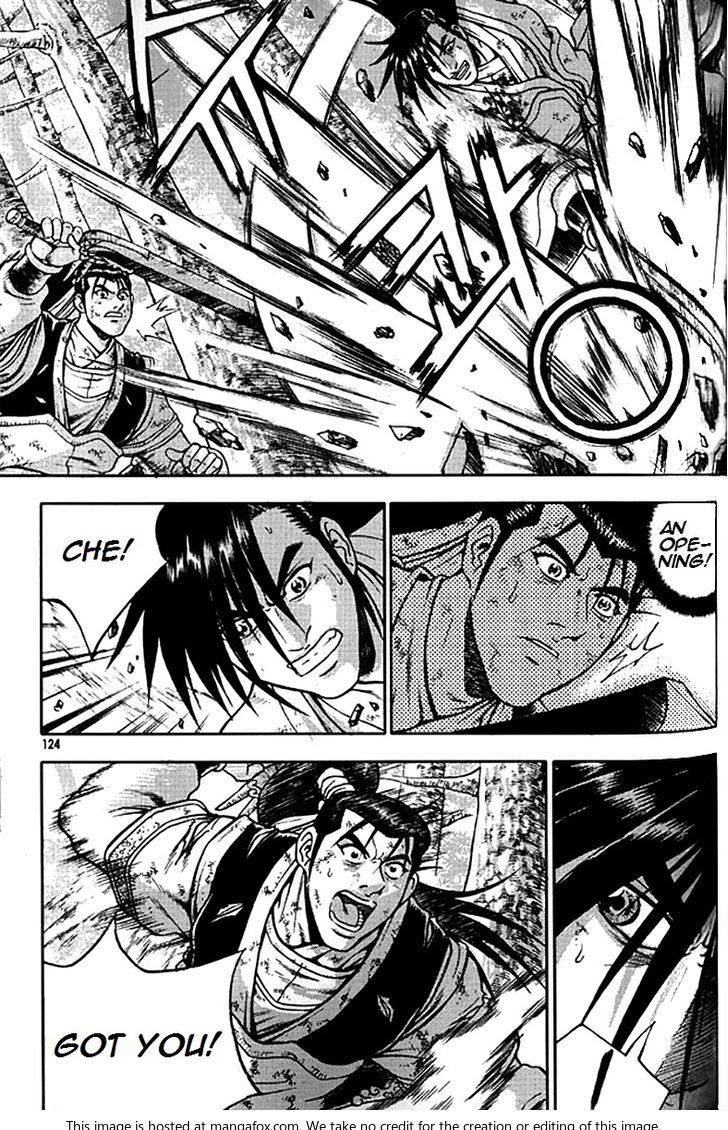 AN
OPE-
NING!
CHE!
124
GOT YOU!
This image is hosted at mangafox.com. We take no credit for the creation or editing of this image.